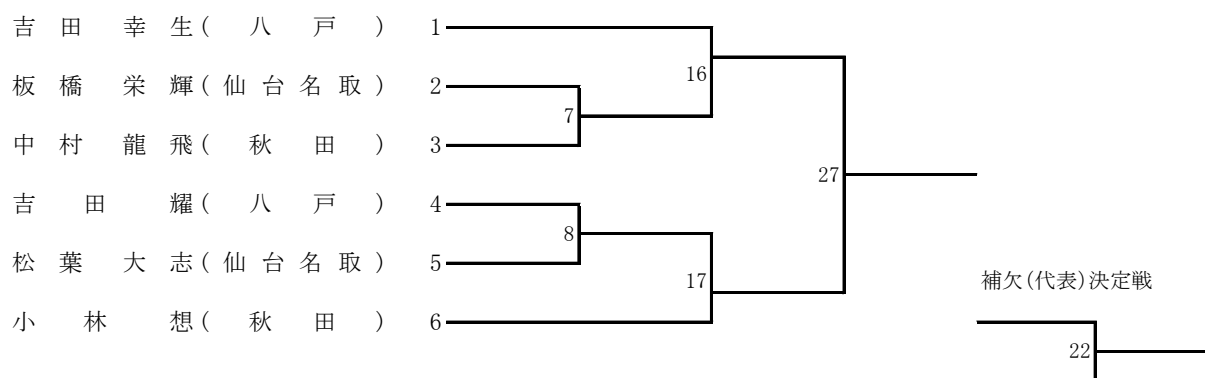 吉田 幸生(八戸) 1
16
板橋 栄輝(仙台名取) 2
7
中村 龍飛(秋田) 3
27
吉田 耀(八戸) 4
8
松葉 大志(仙台名取) 5
17
補欠(代表)決定戦
小林 想(秋田) 6
22